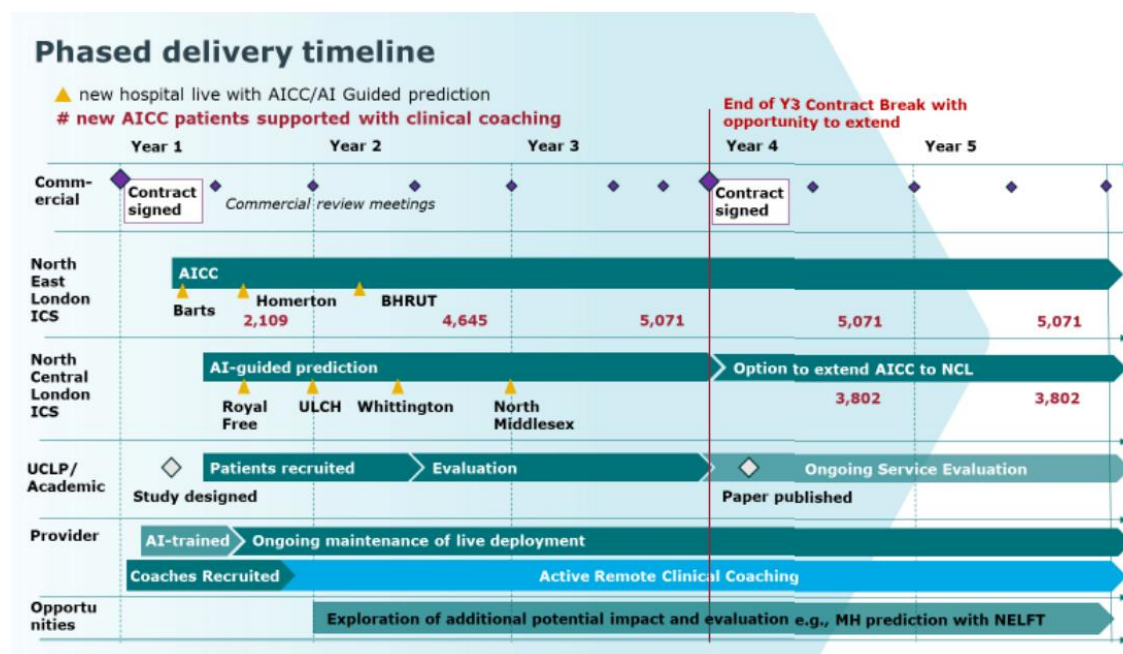 Phased delivery timeline
new hospital live with AICC/AI Guided prediction
# new AICC patients supported with clinical coaching
End of Y3 Contract Break with
opportunity to extend
Year 1
Year 2
Year 3
Year 4
Year 5
Comm-
ercial
Contract
signed
Commercial review meetings
Contract
signed
North
East
London
ICS
AICC
Barts
Homerton
BHRUT
2,109
4,645
5,071
5,071
5,071
North
Central
London
ICS
AI-guided prediction
Option to extend AICC to NCL
Royal
Free
ULCH
Whittington
North
Middlesex
3,802
3,802
UCLP/
Academic
Patients recruited
Evaluation
Ongoing Service Evaluation
Study designed
Paper published
Provider
AI-trained
Ongoing maintenance of live deployment
Coaches Recruited
Active Remote Clinical Coaching
Opportu
nities
Exploration of additional potential impact and evaluation e.g., MH prediction with NELFT